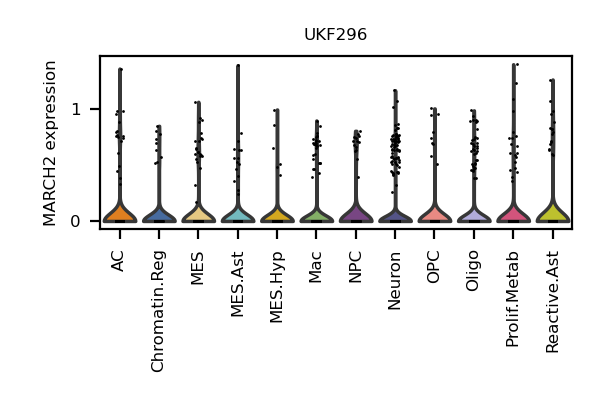 UKF296
MARCH2 expression
1
0
AC
Chromatin.Reg
MES
MES.Ast
MES.Hyp
Mac
NPC
Neuron
OPC
Oligo
Prolif.Metab
Reactive.Ast